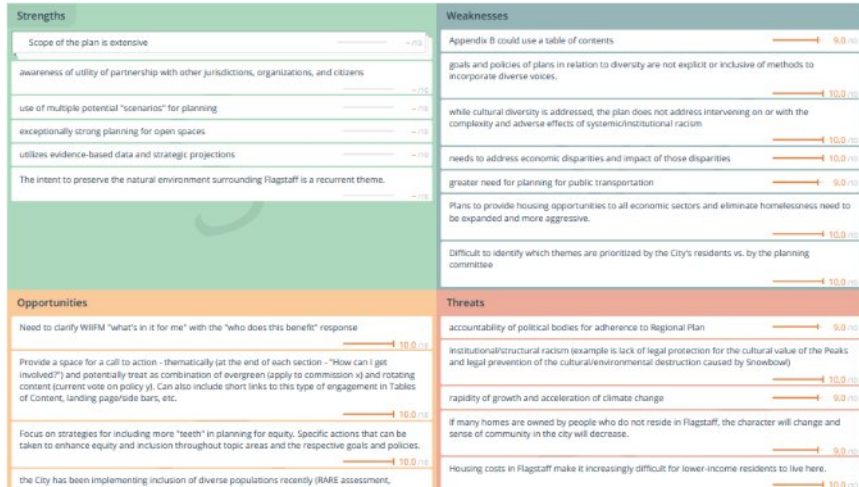 Strengths
Scope of the plan is extensive
– /10
awareness of utility of partnership with other jurisdictions, organizations, and citizens
– /10
use of multiple potential "scenarios" for planning
– /10
exceptionally strong planning for open spaces
– /10
utilizes evidence-based data and strategic projections
– /10
The intent to preserve the natural environment surrounding Flagstaff is a recurrent theme.
– /10
Weaknesses
Appendix B could use a table of contents
9.0 /10
goals and policies of plans in relation to diversity are not explicit or inclusive of methods to
incorporate diverse voices.
10.0 /10
while cultural diversity is addressed, the plan does not address intervening on or with the
complexity and adverse effects of systemic/institutional racism
10.0 /10
needs to address economic disparities and impact of those disparities
10.0 /10
greater need for planning for public transportation
9.0 /10
Plans to provide housing opportunities to all economic sectors and eliminate homelessness need to
be expanded and more aggressive.
10.0 /10
Difficult to identify which themes are prioritized by the City's residents vs. by the planning
committee
10.0 /10
Opportunities
Need to clarify WIIFM "what's in it for me" with the "who does this benefit" response
10.0 /10
Provide a space for a call to action - thematically (at the end of each section - "How can I get
involved?") and potentially treat as combination of evergreen (apply to commission x) and rotating
content (current vote on policy y). Can also include short links to this type of engagement in Tables
of Content, landing page/side bars, etc.
10.0 /10
Focus on strategies for including more "teeth" in planning for equity. Specific actions that can be
taken to enhance equity and inclusion throughout topic areas and the respective goals and policies.
10.0 /10
the City has been implementing inclusion of diverse populations recently (RARE assessment,
Threats
accountability of political bodies for adherence to Regional Plan
9.0 /10
institutional/structural racism (example is lack of legal protection for the cultural value of the Peaks
and legal prevention of the cultural/environmental destruction caused by Snowbowl)
10.0 /10
rapidity of growth and acceleration of climate change
9.0 /10
If many homes are owned by people who do not reside in Flagstaff, the character will change and
sense of community in the city will decrease.
9.0 /10
Housing costs in Flagstaff make it increasingly difficult for lower-income residents to live here.
10.0 /10